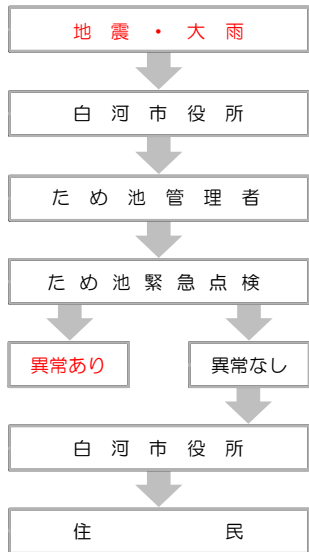 地震・大雨
白河市役所
ため池管理者
ため池緊急点検
異常あり
異常なし
白河市役所
住民